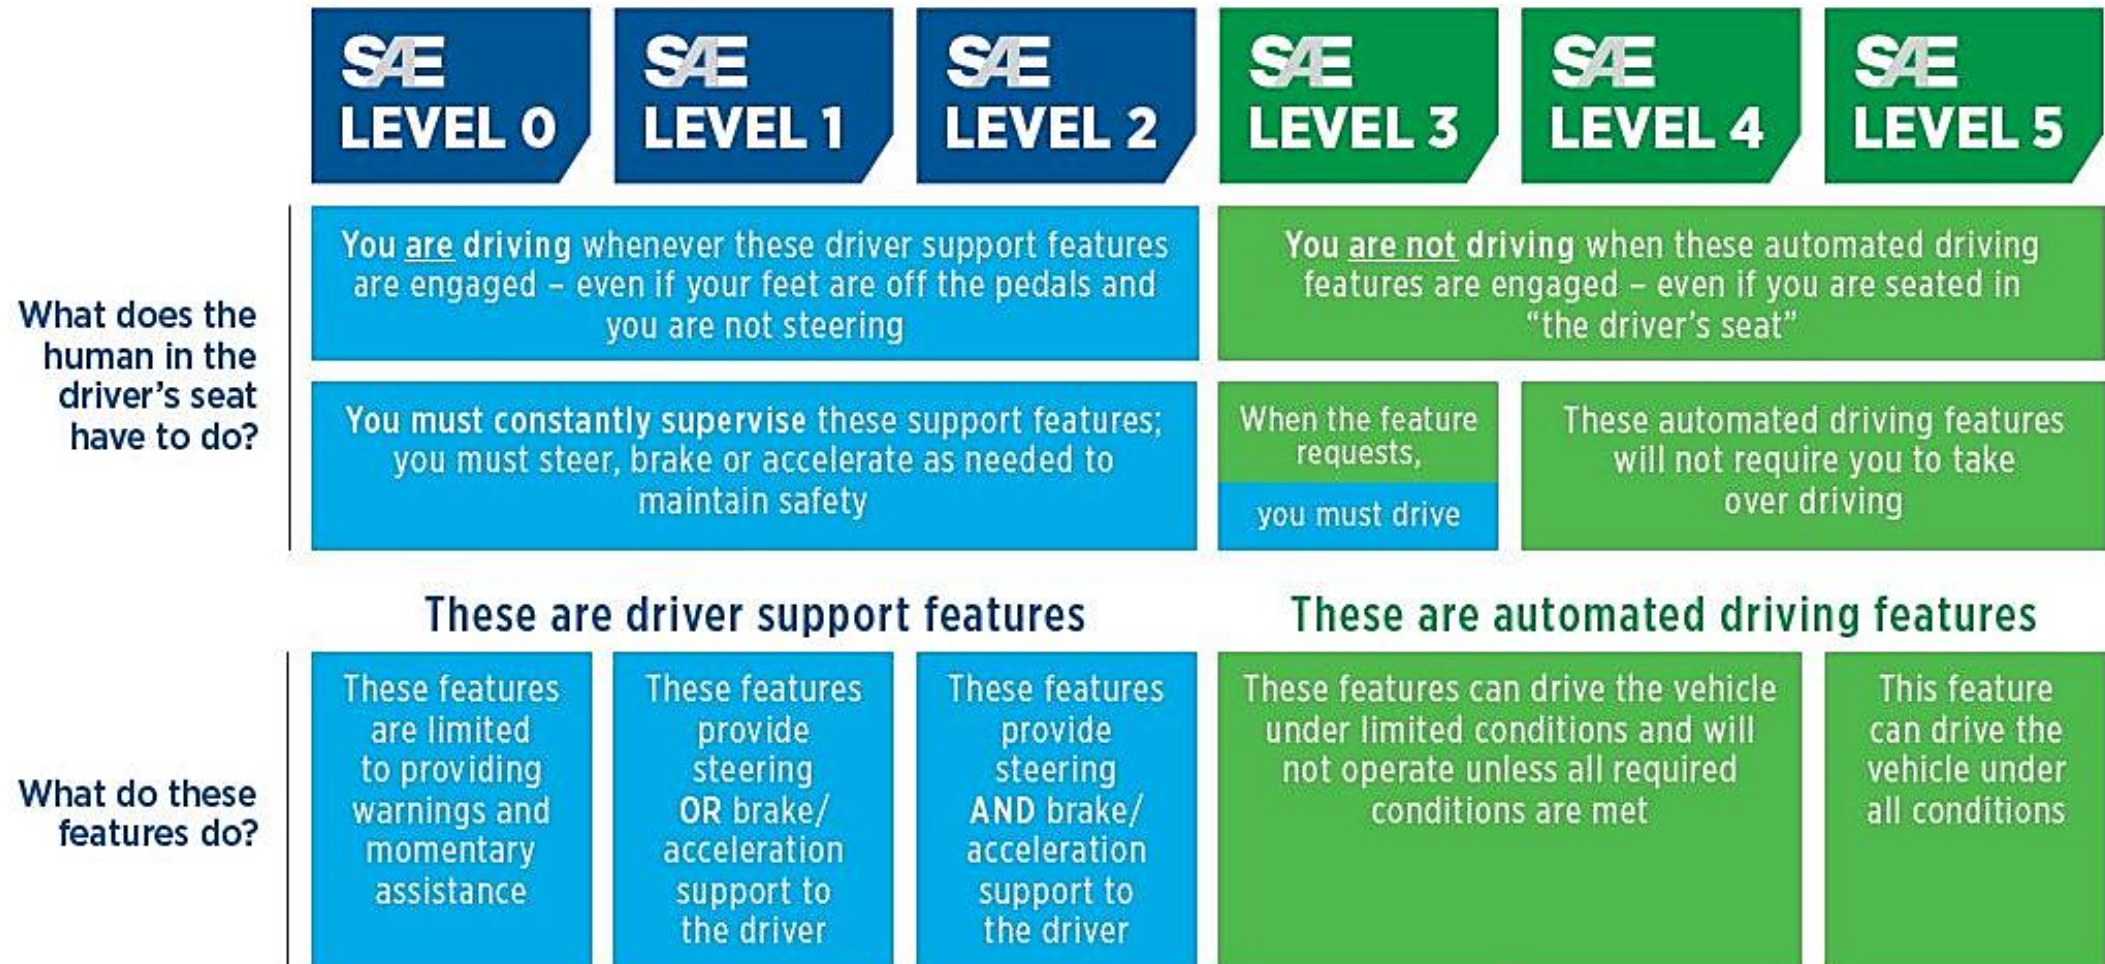 SAE
LEVEL 0
SAE
LEVEL 1
SAE
LEVEL 2
SAE
LEVEL 3
SAE
LEVEL 4
SAE
LEVEL 5
What does the
human in the
driver's seat
have to do?
You are driving whenever these driver support features
are engaged – even if your feet are off the pedals and
you are not steering
You are not driving when these automated driving
features are engaged – even if you are seated in
“the driver's seat”
You must constantly supervise these support features;
you must steer, brake or accelerate as needed to
maintain safety
When the feature
requests,
you must drive
These automated driving features
will not require you to take
over driving
These are driver support features
These are automated driving features
What do these
features do?
These features
are limited
to providing
warnings and
momentary
assistance
These features
provide
steering
OR brake/
acceleration
support to
the driver
These features
provide
steering
AND brake/
acceleration
support to
the driver
These features can drive the vehicle
under limited conditions and will
not operate unless all required
conditions are met
This feature
can drive the
vehicle under
all conditions